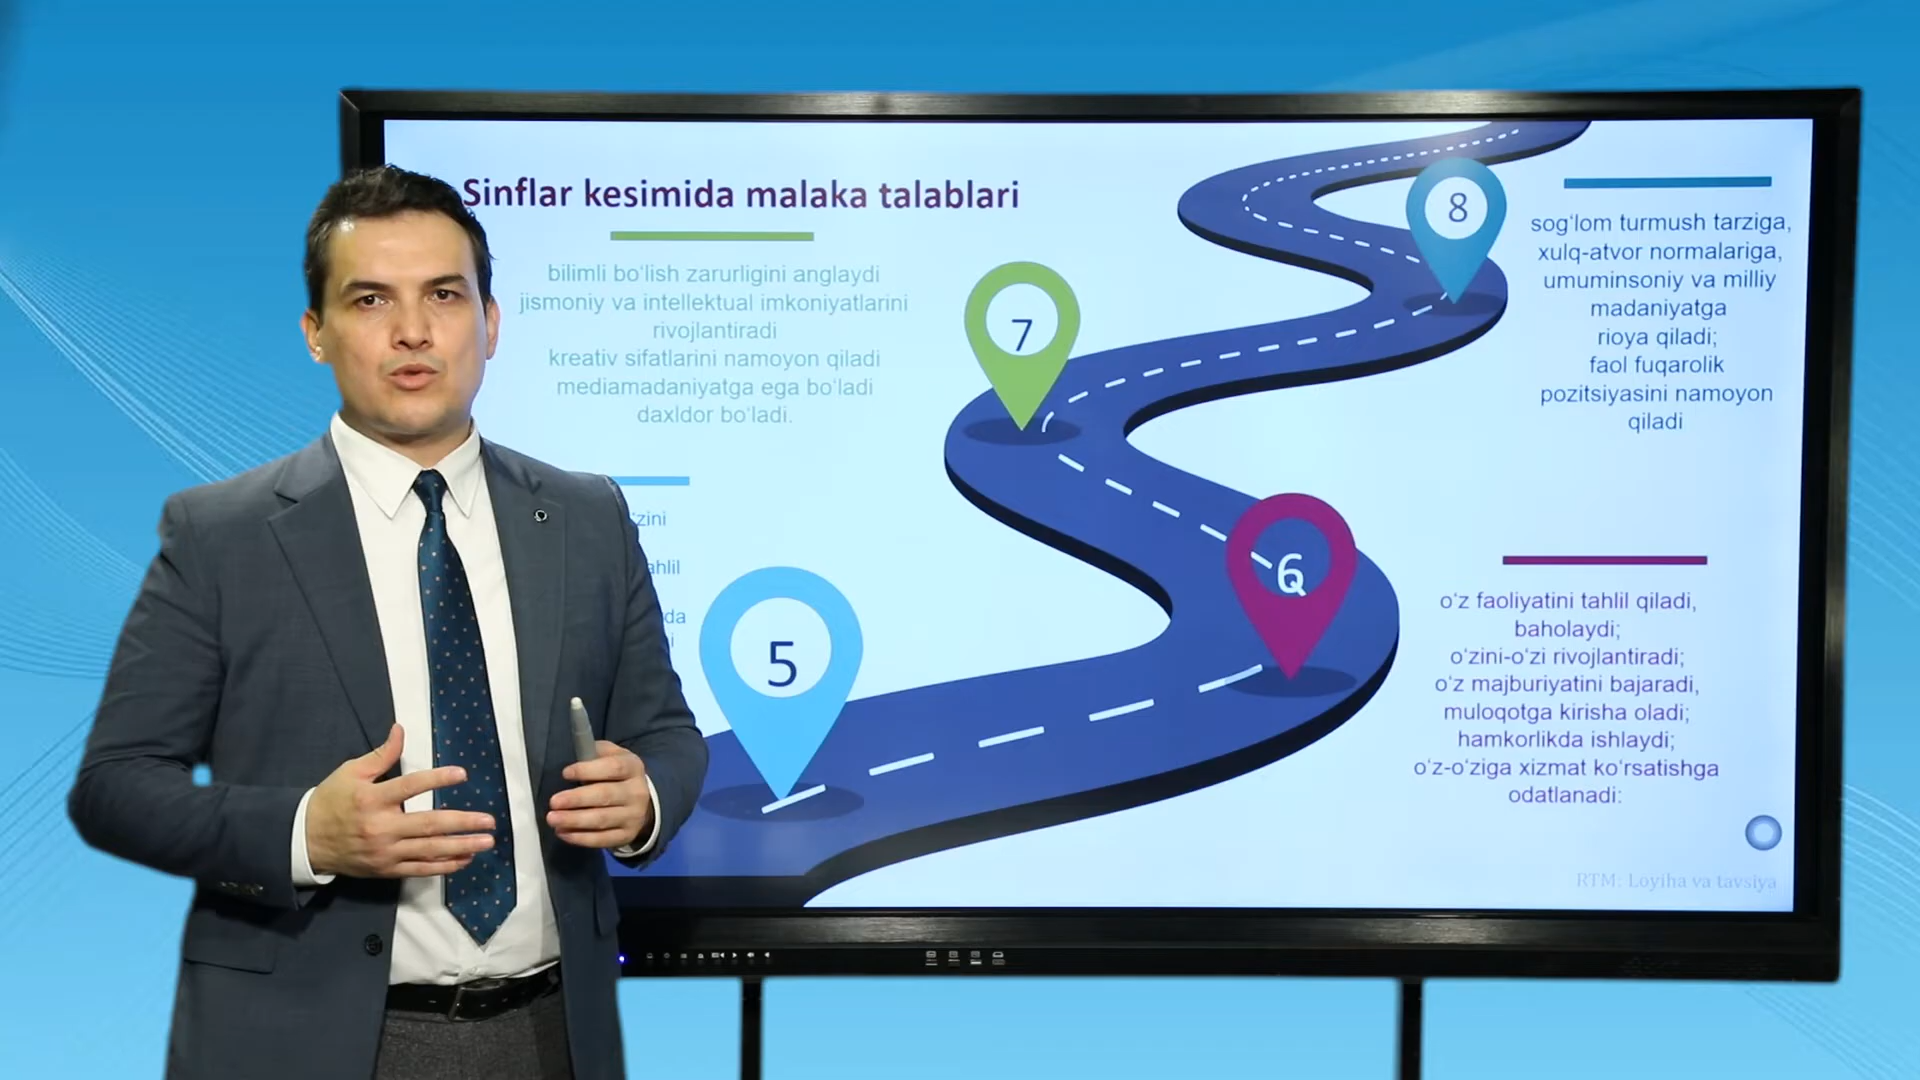 Sinflar kesimida malaka talablari
bilimli bo‘lish zarurligini anglaydi
jismoniy va intellektual imkoniyatlarini
rivojlantiradi
kreativ sifatlarini namoyon qiladi
mediamadaniyatga ega bo‘ladi
daxldor bo‘ladi.
7
8
sog‘lom turmush tarziga,
xulq-atvor normalariga,
umuminsoniy va milliy
madaniyatga
rioya qiladi;
faol fuqarolik
pozitsiyasini namoyon
qiladi
5
6
o‘z faoliyatini tahlil qiladi,
baholaydi;
o‘zini-o‘zi rivojlantiradi;
o‘z majburiyatini bajaradi,
muloqotga kirisha oladi;
hamkorlikda ishlaydi;
o‘z-o‘ziga xizmat ko‘rsatishga
odatlanadi:
RTM: Loyiha va tavsiya